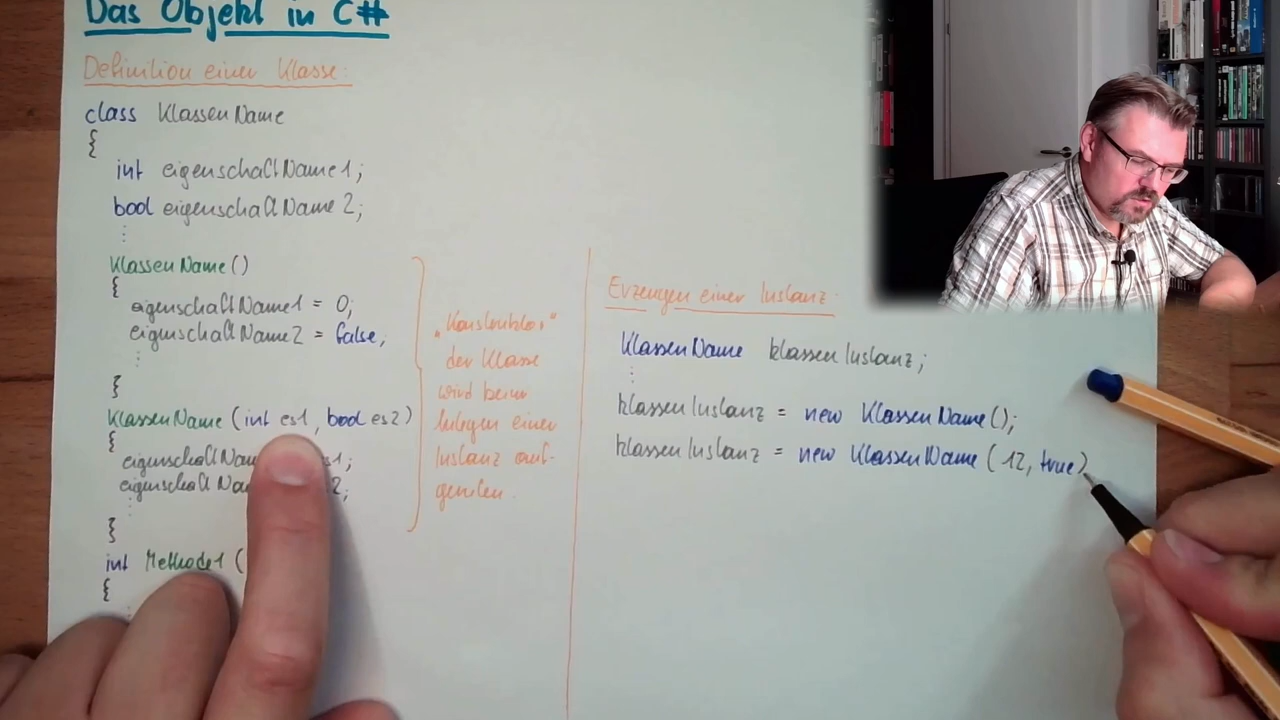 Das Objekt in C#
Definition einer Klasse:
class KlassenName
{
int eigenschaftName1;
bool eigenschaftName2;
KlassenName()
{
eigenschaftName1 = 0;
eigenschaftName2 = false;
}
KlassenName (int es1, bool es2)
{
}
int Methode1 (
{
"Konstruktor"
der Klasse
wird beim
einer
Instanz auf-
gerufen.
Erzeugen einer Instanz:
KlassenName klassenInstanz;
klassenInstanz = new KlassenName();
klassenInstanz = new KlassenName (12, true)